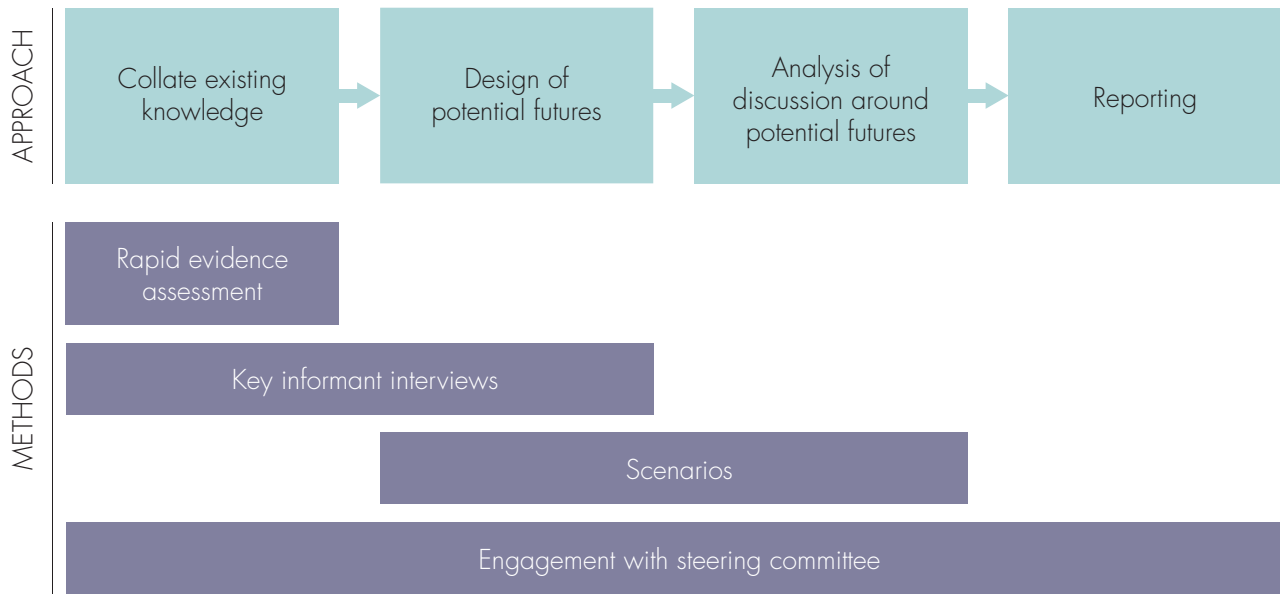 APPROACH
Collate existing
knowledge
Design of
potential futures
Analysis of
discussion around
potential futures
Reporting
METHODS
Rapid evidence
assessment
Key informant interviews
Scenarios
Engagement with steering committee